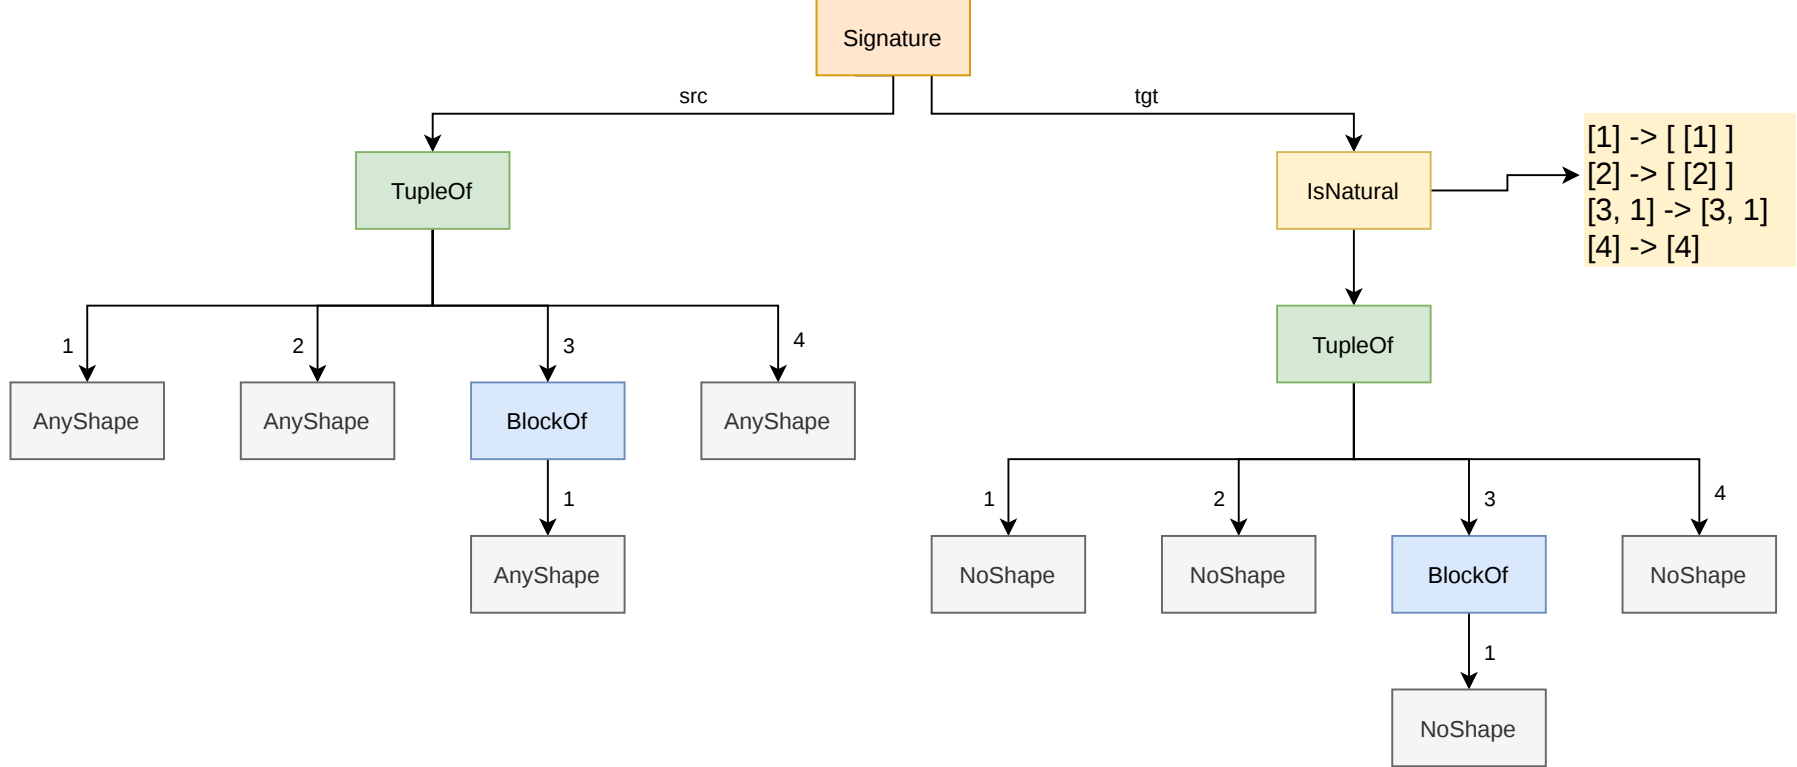 Signature
src
tgt
TupleOf
IsNatural
[1] -> [ [1] ]
[2] -> [ [2] ]
[3, 1] -> [3, 1]
[4] -> [4]
1
2
3
4
TupleOf
AnyShape
AnyShape
BlockOf
AnyShape
1
1
2
3
4
AnyShape
NoShape
NoShape
BlockOf
NoShape
1
NoShape